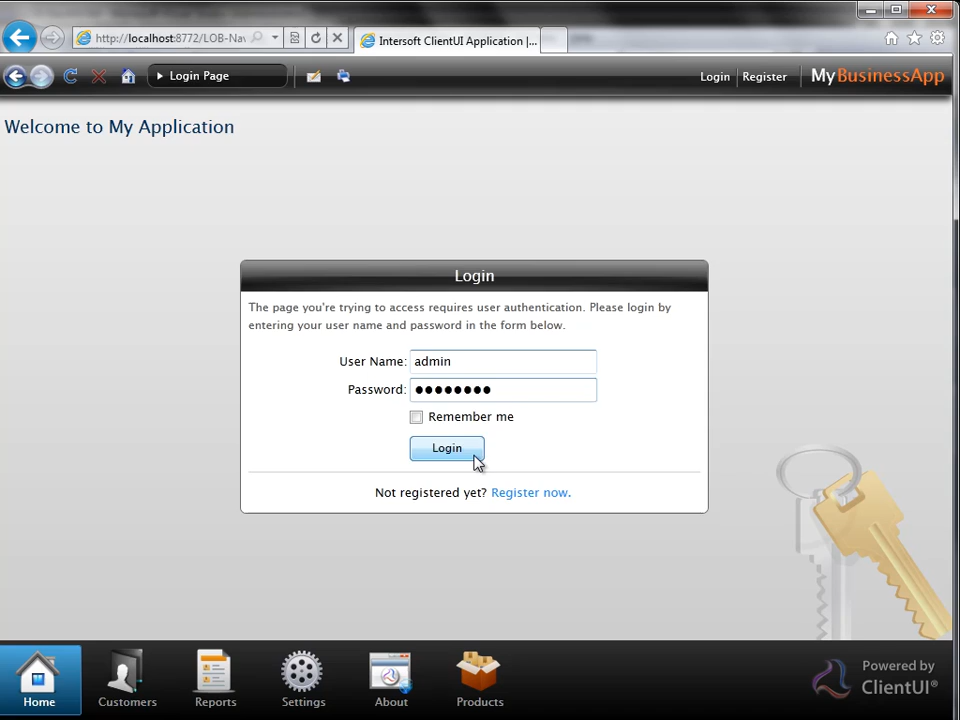 http://localhost:8772/LOB-Nav
Intersoft ClientUI Application |...
Login Page
Login
Register
MyBusinessApp
Welcome to My Application
Login
The page you're trying to access requires user authentication. Please login by
entering your user name and password in the form below.
User Name: admin
Password: ●●●●●●●●
Remember me
Login
Not registered yet? Register now.
Home
Customers
Reports
Settings
About
Products
Powered by
ClientUI®